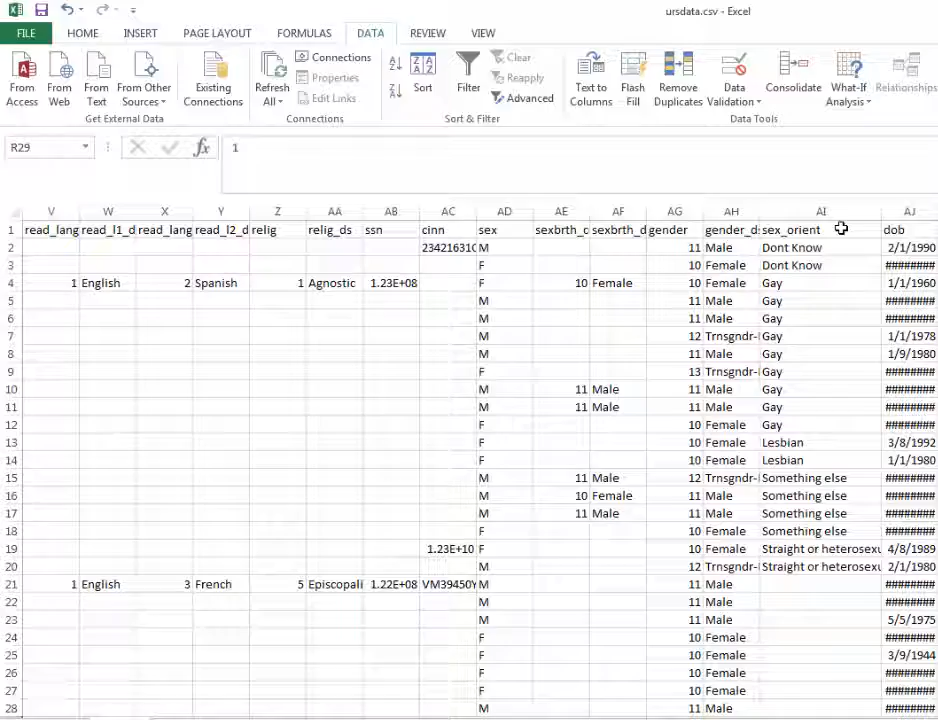 ursdata.csv - Excel
FILE HOME INSERT PAGE LAYOUT FORMULAS DATA REVIEW VIEW
From Access From Web From Text From Other Sources Existing Connections Refresh All Connections Properties Edit Links Sort Filter Clear Reapply Advanced Text to Columns Flash Fill Remove Duplicates Data Validation Consolidate What-If Analysis Relationships
Get External Data Connections Sort & Filter Data Tools
R29 fx 1
V W X Y Z AA AB AC AD AE AF AG AH AI AJ
1 read_lang read_l1_d read_lang read_l2_d relig relig_ds ssn cinn sex sexbrth_c sexbrth_d gender gender_d sex_orient dob
2 23421631C M 11 Male Dont Know 2/1/1990
3 F 10 Female Dont Know ########
4 1 English 2 Spanish 1 Agnostic 1.23E+08 F 10 Female 10 Female Gay 1/1/1960
5 M 11 Male Gay ########
6 M 11 Male Gay ########
7 M 12 Trnsgndr- Gay 1/1/1978
8 M 11 Male Gay 1/9/1980
9 F 13 Trnsgndr- Gay ########
10 M 11 Male 11 Male Gay ########
11 M 11 Male 11 Male Gay ########
12 F 10 Female Gay ########
13 F 10 Female Lesbian 3/8/1992
14 F 10 Female Lesbian 1/1/1980
15 M 11 Male 12 Trnsgndr- Something else ########
16 M 10 Female 11 Male Something else ########
17 M 11 Male 11 Male Something else ########
18 F 10 Female Something else ########
19 1.23E+10 F 10 Female Straight or heterosexu 4/8/1989
20 M 12 Trnsgndr- Straight or heterosexu 2/1/1980
21 1 English 3 French 5 Episcopali 1.22E+08 VM39450Y M 11 Male ########
22 M 11 Male ########
23 M 11 Male 5/5/1975
24 F 10 Female ########
25 F 10 Female 3/9/1944
26 F 10 Female ########
27 F 10 Female ########
28 M 11 Male ########